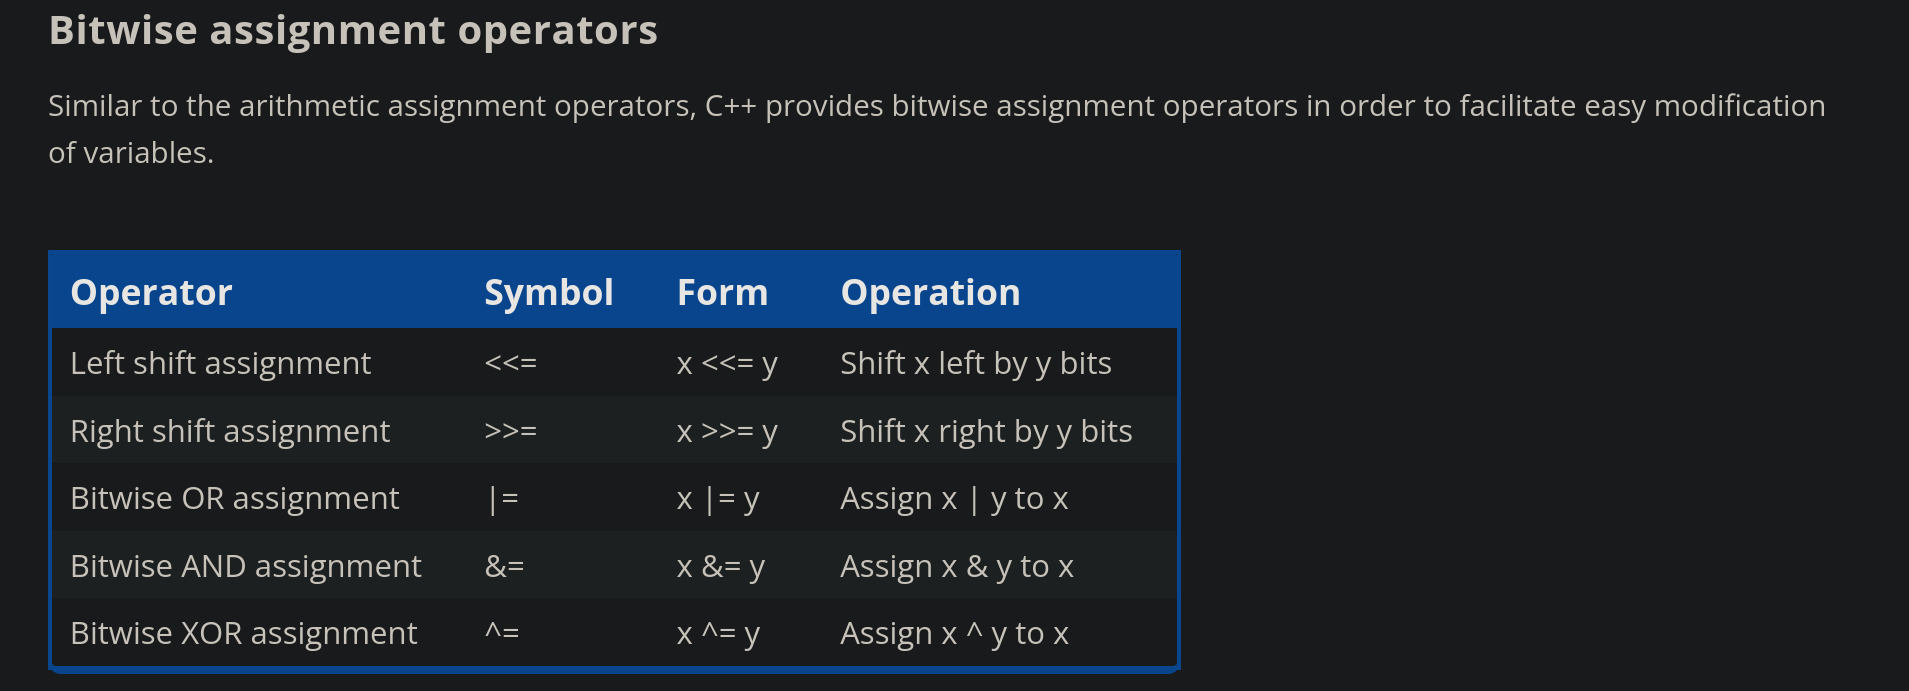 Bitwise assignment operators
Similar to the arithmetic assignment operators, C++ provides bitwise assignment operators in order to facilitate easy modification
of variables.
Operator Symbol Form Operation
Left shift assignment <<= x <<= y Shift x left by y bits
Right shift assignment >>= x >>= y Shift x right by y bits
Bitwise OR assignment |= x |= y Assign x | y to x
Bitwise AND assignment &= x &= y Assign x & y to x
Bitwise XOR assignment ^= x ^= y Assign x ^ y to x